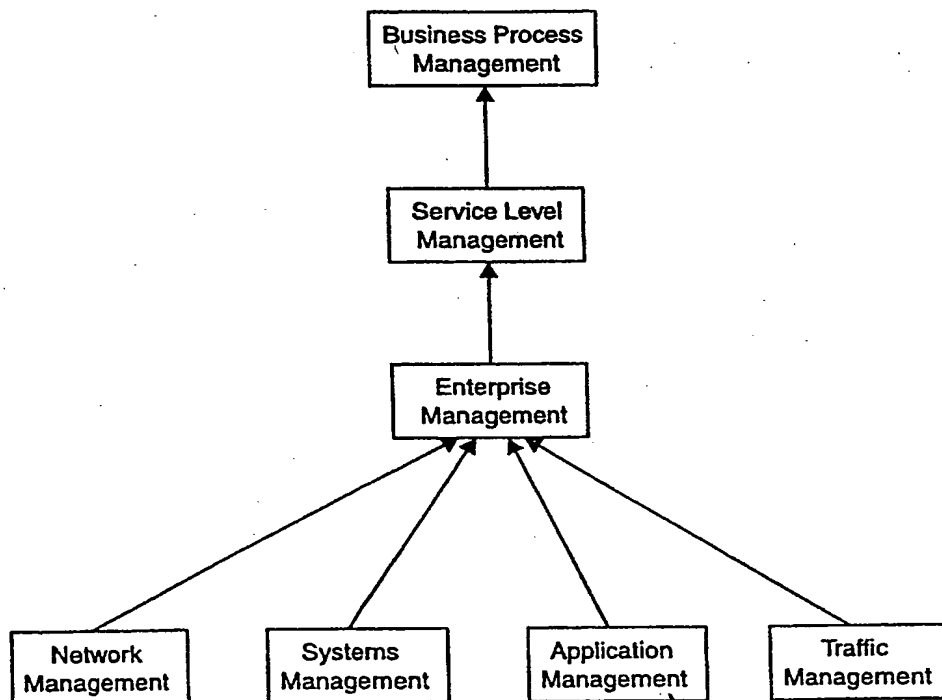 Business Process
Management
Service Level
Management
Enterprise
Management
Network
Management
Systems
Management
Application
Management
Traffic
Management